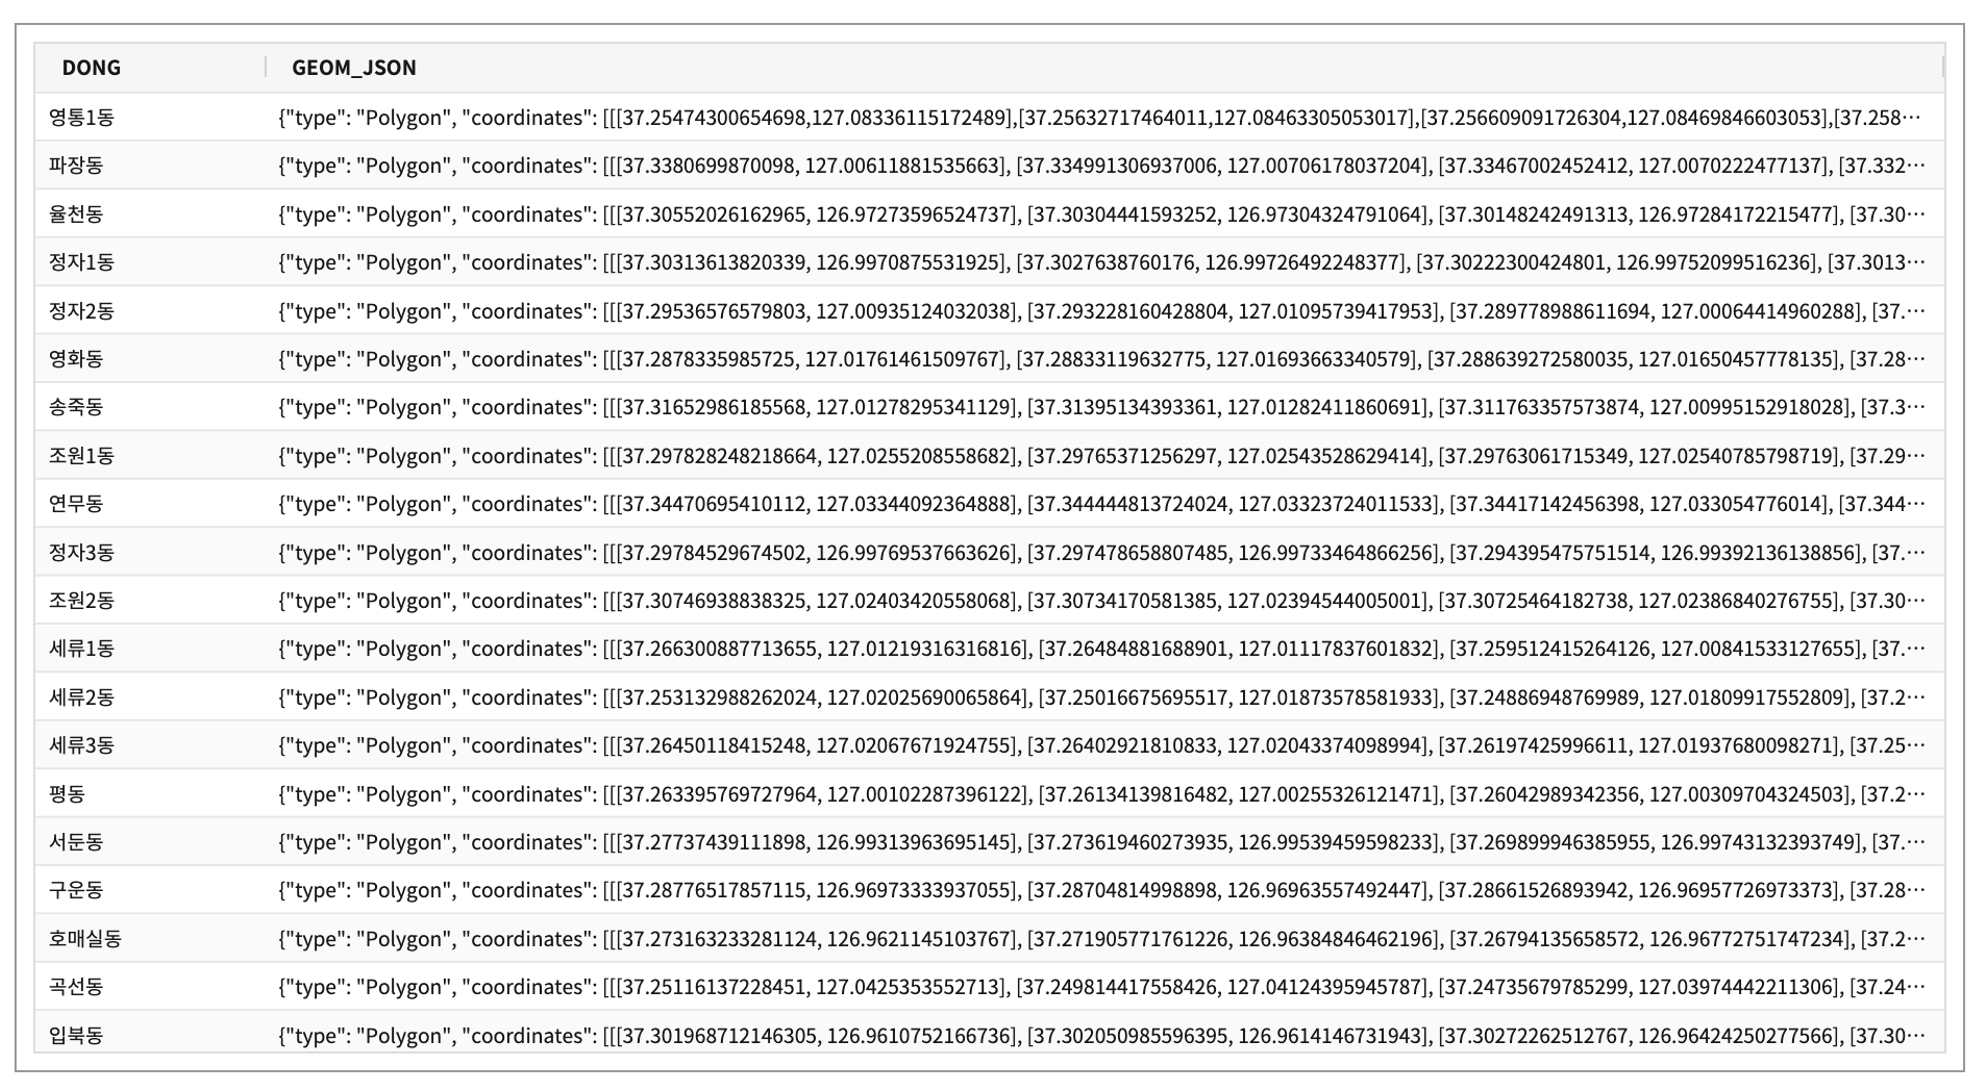 DONG GEOM_JSON
영통1동 {"type": "Polygon", "coordinates": [[[37.25474300654698,127.08336115172489],[37.25632717464011,127.08463305053017],[37.256609091726304,127.08469846603053],[37.258···
파장동 {"type": "Polygon", "coordinates": [[[37.3380699870098, 127.00611881535663], [37.334991306937006, 127.00706178037204], [37.33467002452412, 127.0070222477137], [37.332···
율천동 {"type": "Polygon", "coordinates": [[[37.30552026162965, 126.97273596524737], [37.30304441593252, 126.97304324791064], [37.30148242491313, 126.97284172215477], [37.30···
정자1동 {"type": "Polygon", "coordinates": [[[37.30313613820339, 126.9970875531925], [37.3027638760176, 126.99726492248377], [37.30222300424801, 126.99752099516236], [37.3013···
정자2동 {"type": "Polygon", "coordinates": [[[37.29536576579803, 127.00935124032038], [37.293228160428804, 127.01095739417953], [37.289778988611694, 127.00064414960288], [37.···
영화동 {"type": "Polygon", "coordinates": [[[37.2878335985725, 127.01761461509767], [37.28833119632775, 127.01693663340579], [37.288639272580035, 127.01650457778135], [37.28···
송죽동 {"type": "Polygon", "coordinates": [[[37.31652986185568, 127.01278295341129], [37.31395134393361, 127.01282411860691], [37.311763357573874, 127.00995152918028], [37.3···
조원1동 {"type": "Polygon", "coordinates": [[[37.297828248218664, 127.0255208558682], [37.29765371256297, 127.02543528629414], [37.29763061715349, 127.02540785798719], [37.29···
연무동 {"type": "Polygon", "coordinates": [[[37.34470695410112, 127.03344092364888], [37.344444813724024, 127.03323724011533], [37.34417142456398, 127.033054776014], [37.344···
정자3동 {"type": "Polygon", "coordinates": [[[37.29784529674502, 126.99769537663626], [37.297478658807485, 126.99733464866256], [37.294395475751514, 126.99392136138856], [37.···
조원2동 {"type": "Polygon", "coordinates": [[[37.30746938838325, 127.02403420558068], [37.30734170581385, 127.02394544005001], [37.30725464182738, 127.02386840276755], [37.30···
세류1동 {"type": "Polygon", "coordinates": [[[37.266300887713655, 127.01219316316816], [37.26484881688901, 127.01117837601832], [37.259512415264126, 127.00841533127655], [37.···
세류2동 {"type": "Polygon", "coordinates": [[[37.253132988262024, 127.02025690065864], [37.25016675695517, 127.01873578581933], [37.24886948769989, 127.01809917552809], [37.2···
세류3동 {"type": "Polygon", "coordinates": [[[37.26450118415248, 127.02067671924755], [37.26402921810833, 127.02043374098994], [37.26197425996611, 127.01937680098271], [37.25···
평동 {"type": "Polygon", "coordinates": [[[37.263395769727964, 127.00102287396122], [37.26134139816482, 127.00255326121471], [37.26042989342356, 127.00309704324503], [37.2···
서둔동 {"type": "Polygon", "coordinates": [[[37.27737439111898, 126.99313963695145], [37.273619460273935, 126.99539459598233], [37.269899946385955, 126.99743132393749], [37.···
구운동 {"type": "Polygon", "coordinates": [[[37.28776517857115, 126.96973333937055], [37.28704814998898, 126.96963557492447], [37.28661526893942, 126.96957726973373], [37.28···
호매실동 {"type": "Polygon", "coordinates": [[[37.273163233281124, 126.9621145103767], [37.271905771761226, 126.96384846462196], [37.26794135658572, 126.96772751747234], [37.2···
곡선동 {"type": "Polygon", "coordinates": [[[37.25116137228451, 127.0425353552713], [37.249814417558426, 127.04124395945787], [37.24735679785299, 127.03974442211306], [37.24···
입북동 {"type": "Polygon", "coordinates": [[[37.301968712146305, 126.9610752166736], [37.302050985596395, 126.9614146731943], [37.30272262512767, 126.96424250277566], [37.30···